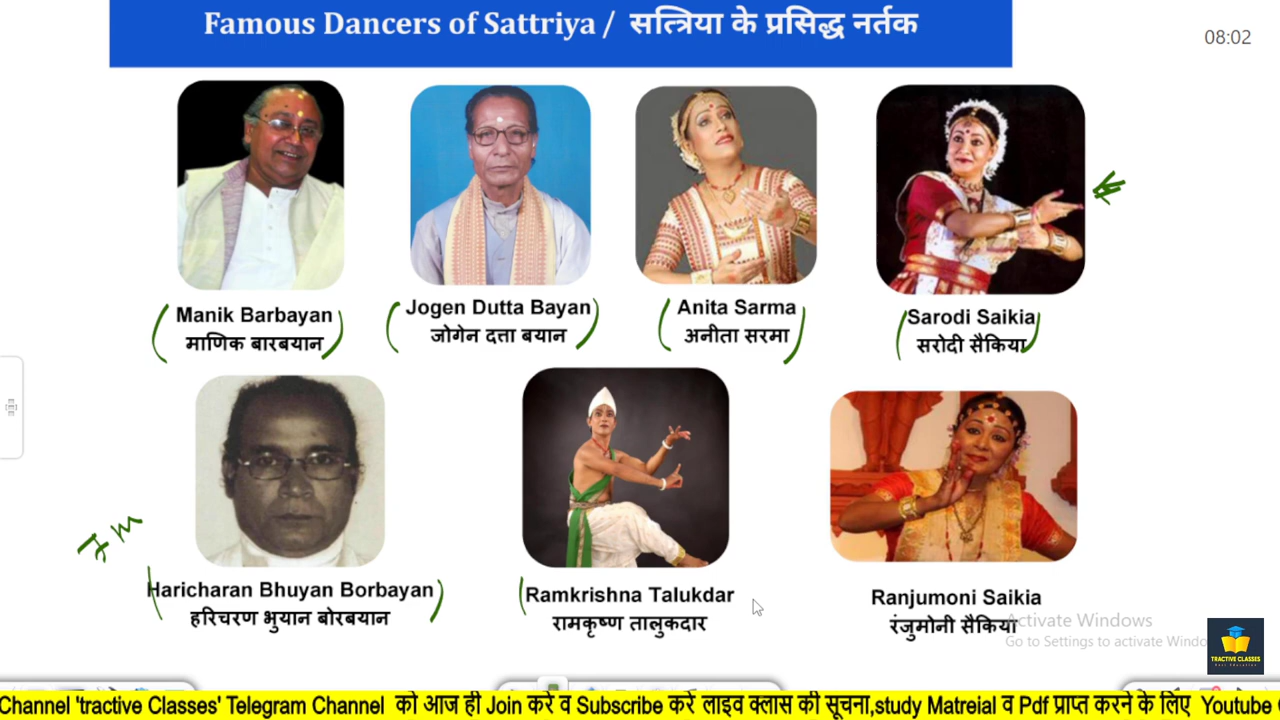 Famous Dancers of Sattriya / सत्त्रिया के प्रसिद्ध नर्तक
08:02
Manik Barbayan
माणिक बारबयान
Jogen Dutta Bayan
जोगेन दत्ता बयान
Anita Sarma
अनीता सरमा
Sarodi Saikia
सरोदी सैकिया
Haricharan Bhuyan Borbayan
हरिचरण भुयान बोरबयान
Ramkrishna Talukdar
रामकृष्ण तालुकदार
Ranjumoni Saikia
रंजुमोनी सैकिया
Activate Windows
Go to Settings to activate Windo
TRACTIVE CLASSES
Channel 'tractive Classes' Telegram Channel को आज ही Join करें व Subscribe करें लाइव क्लास की सूचना,study Matreial व Pdf प्राप्त करने के लिए Youtube